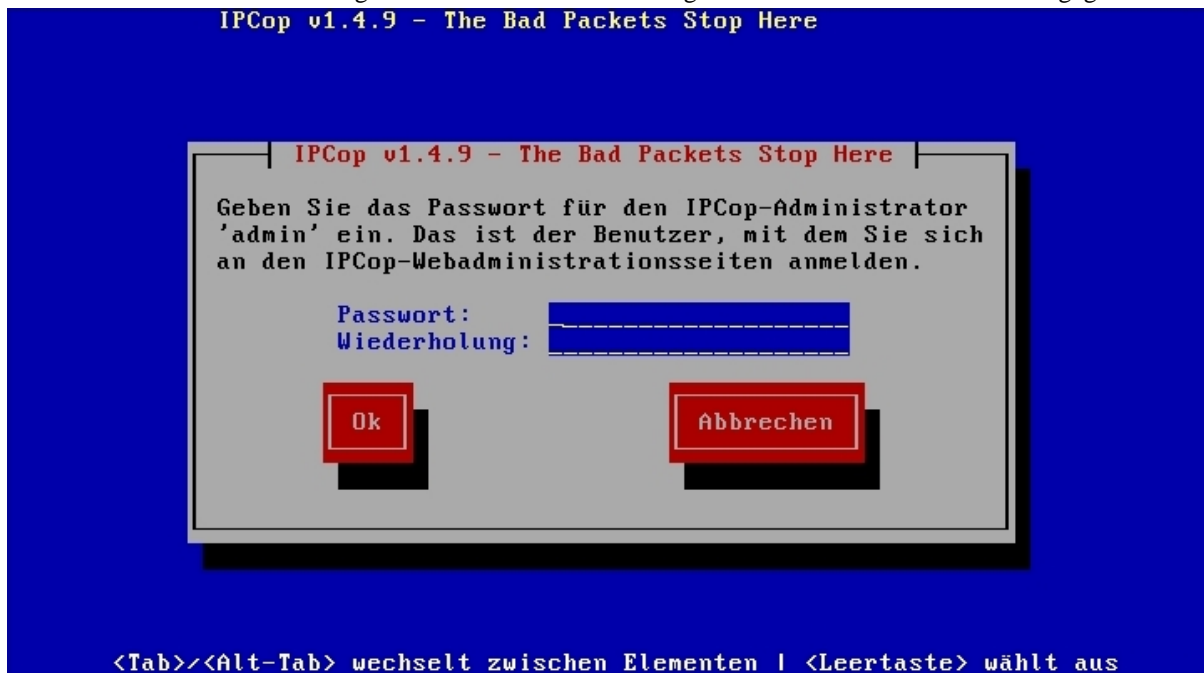 IPCop v1.4.9 - The Bad Packets Stop Here
IPCop v1.4.9 - The Bad Packets Stop Here
Geben Sie das Passwort für den IPCop-Administrator
'admin' ein. Das ist der Benutzer, mit dem Sie sich
an den IPCop-Webadministrationsseiten anmelden.
Passwort:
Wiederholung:
Ok Abbrechen
<Tab>/<Alt-Tab> wechselt zwischen Elementen | <Leertaste> wählt aus